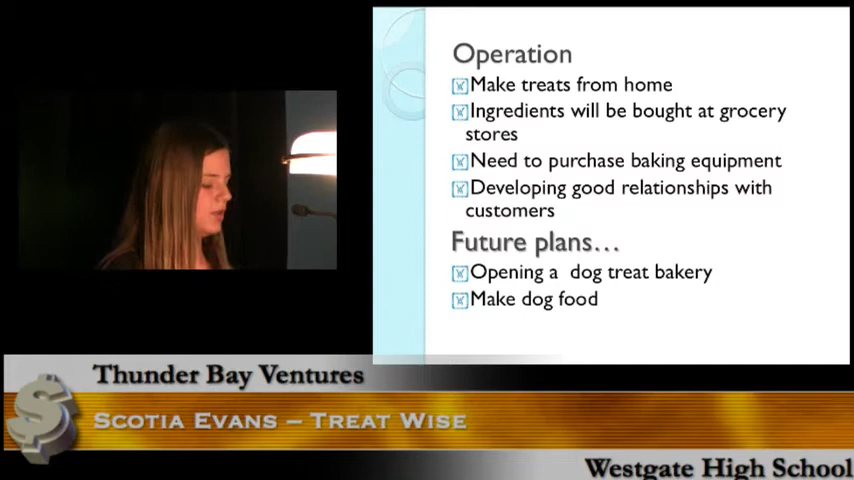 Operation
Make treats from home
Ingredients will be bought at grocery
stores
Need to purchase baking equipment
Developing good relationships with
customers
Future plans...
Opening a dog treat bakery
Make dog food
Thunder Bay Ventures
$
Scotia Evans – Treat Wise
Westgate High School